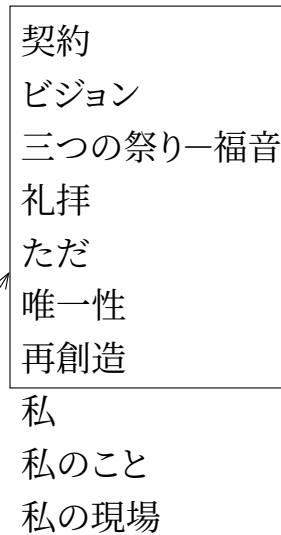 契約
ビジョン
三つの祭り―福音
礼拝
ただ
唯一性
再創造
私
私のこと
私の現場